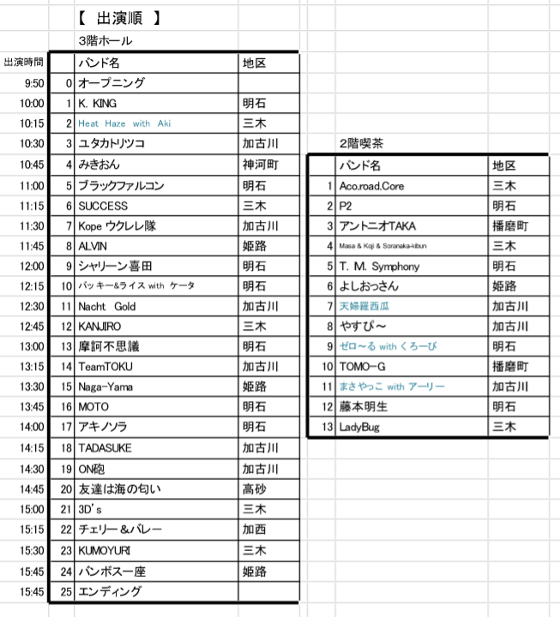 【 出演順 】
3階ホール
出演時間 バンド名 地区
9:50 0 オープニング
10:00 1 K. KING 明石
10:15 2 Heat Haze with Aki 三木
10:30 3 ユタカトリツコ 加古川
10:45 4 みきおん 神河町
11:00 5 ブラックファルコン 明石
11:15 6 SUCCESS 三木
11:30 7 Kope ウクレレ隊 加古川
11:45 8 ALVIN 姫路
12:00 9 シャリーン喜田 明石
12:15 10 バッキー&ライス with ケータ 明石
12:30 11 Nacht Gold 加古川
12:45 12 KANJIRO 三木
13:00 13 摩訶不思議 明石
13:15 14 TeamTOKU 加古川
13:30 15 Naga-Yama 姫路
13:45 16 MOTO 明石
14:00 17 アキノソラ 明石
14:15 18 TADASUKE 加古川
14:30 19 ON砲 加古川
14:45 20 友達は海の匂い 高砂
15:00 21 3D's 三木
15:15 22 チェリー&バレー 加西
15:30 23 KUMOYURI 三木
15:45 24 バンボス一座 姫路
15:45 25 エンディング
2階喫茶
バンド名 地区
1 Aco.road.Core 三木
2 P2 明石
3 アントニオTAKA 播磨町
4 Masa & Koji & Soranaka-kibun 三木
5 T. M. Symphony 明石
6 よしおっさん 姫路
7 天婦羅西瓜 加古川
8 やすぴ～ 加古川
9 ゼロ～る with くろーび 明石
10 TOMO-G 播磨町
11 まさやっこ with アーリー 加古川
12 藤本明生 明石
13 LadyBug 三木